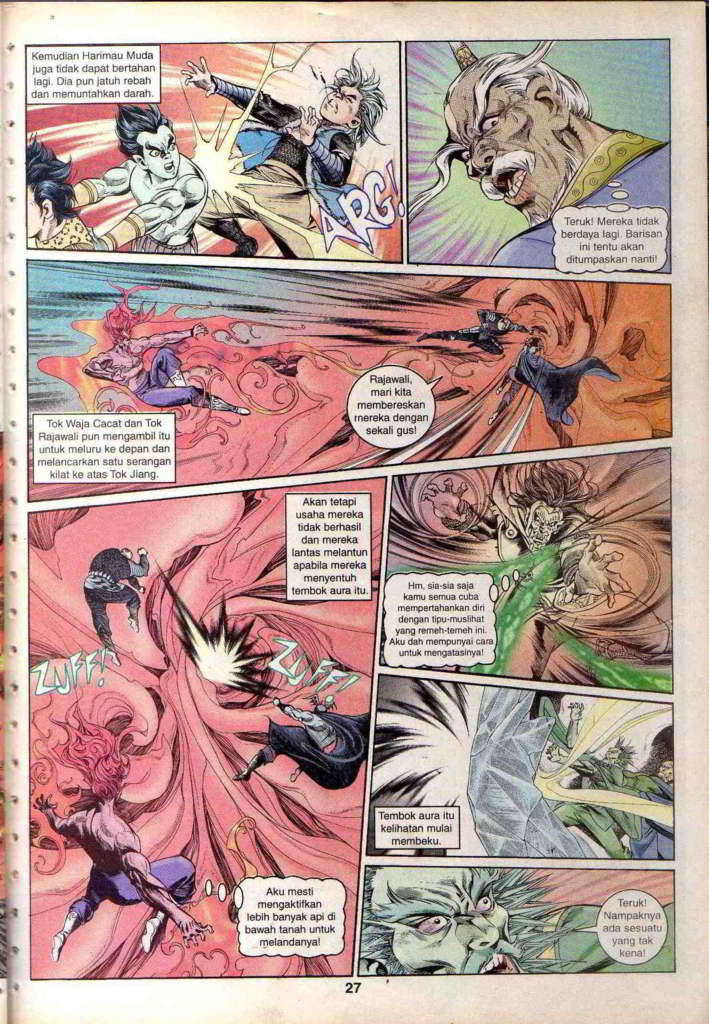 Kemudian Harimau Muda
juga tidak dapat bertahan
lagi. Dia pun jatuh rebah
dan memuntahkan darah.
ARG!
Teruk! Mereka tidak
berdaya lagi. Barisan
ini tentu akan
ditumpaskan nanti!
Rajawali,
mari kita
membereskan
mereka dengan
sekali gus!
Tok Waja Cacat dan Tok
Rajawali pun mengambil itu
untuk meluru ke depan dan
melancarkan satu serangan
kilat ke atas Tok Jiang.
Akan tetapi
usaha mereka
tidak berhasil
dan mereka
lantas melantun
apabila mereka
menyentuh
tembok aura itu.
Hm, sia-sia saja
kamu semua cuba
mempertahankan diri
dengan tipu-muslihat
yang remeh-temeh ini.
Aku dah mempunyai cara
untuk mengatasinya!
ZUFF!
ZUFF!
Tembok aura itu
kelihatan mulai
membeku.
Aku mesti
mengaktifkan
lebih banyak api di
bawah tanah untuk
melandanya!
Teruk!
Nampaknya
ada sesuatu
yang tak
kena!
27